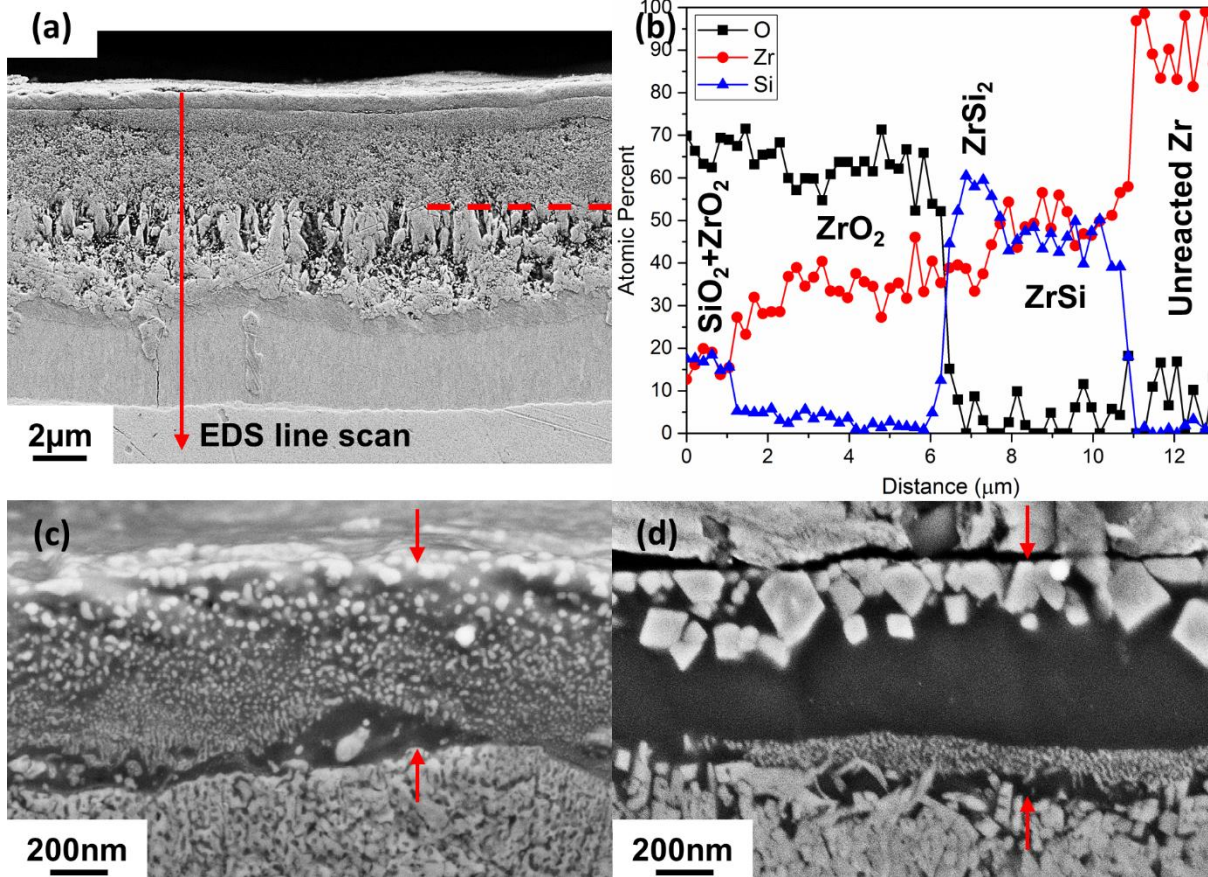 (a)
EDS line scan
2µm
(b)
100
90
80
70
60
50
40
30
20
10
0
Atomic Percent
O
Zr
Si
SiO₂+ZrO₂
ZrO₂
ZrSi₂
ZrSi
Unreacted Zr
0 2 4 6 8 10 12
Distance (µm)
(c)
200nm
(d)
200nm